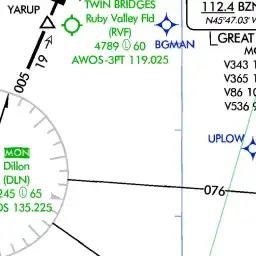 YARUP
TWIN BRIDGES
Ruby Valley Fld
(RVF)
4789 L 60
AWOS-3PT 119.025
BGMAN
112.4 BZN
N45°47.03' W
GREAT
V343
V365
V86
V536
005
19
UPLOW
MON
Dillon
(DLN)
245 L 65
OS 135.225
076